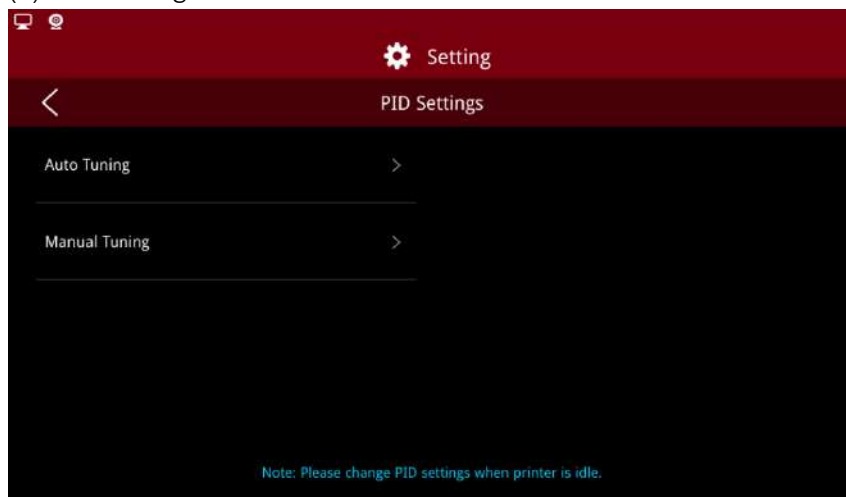 Setting
PID Settings
Auto Tuning
Manual Tuning
Note: Please change PID settings when printer is idle.